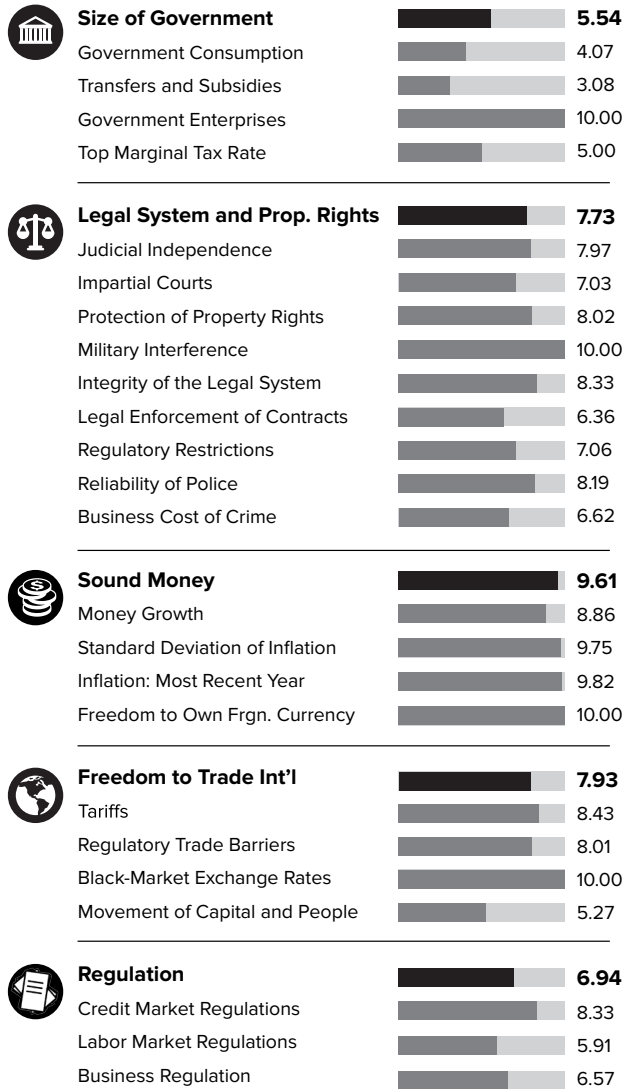 Size of Government 5.54
Government Consumption 4.07
Transfers and Subsidies 3.08
Government Enterprises 10.00
Top Marginal Tax Rate 5.00
Legal System and Prop. Rights 7.73
Judicial Independence 7.97
Impartial Courts 7.03
Protection of Property Rights 8.02
Military Interference 10.00
Integrity of the Legal System 8.33
Legal Enforcement of Contracts 6.36
Regulatory Restrictions 7.06
Reliability of Police 8.19
Business Cost of Crime 6.62
$
Sound Money 9.61
Money Growth 8.86
Standard Deviation of Inflation 9.75
Inflation: Most Recent Year 9.82
Freedom to Own Frgn. Currency 10.00
Freedom to Trade Int’l 7.93
Tariffs 8.43
Regulatory Trade Barriers 8.01
Black-Market Exchange Rates 10.00
Movement of Capital and People 5.27
Regulation 6.94
Credit Market Regulations 8.33
Labor Market Regulations 5.91
Business Regulation 6.57